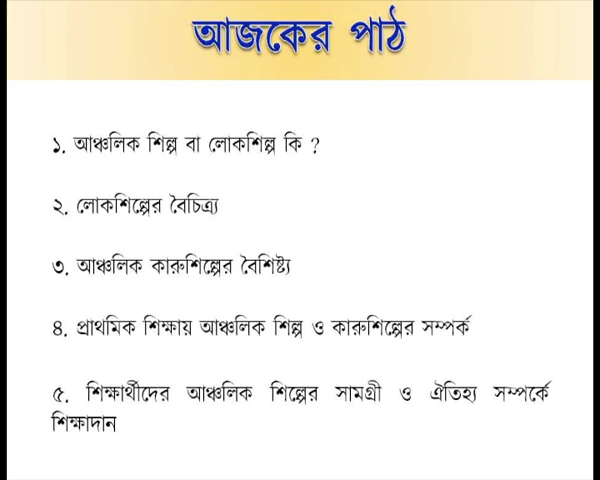 আজকের পাঠ
১. আঞ্চলিক শিল্প বা লোকশিল্প কি ?
২. লোকশিল্পের বৈচিত্র্য
৩. আঞ্চলিক কারুশিল্পের বৈশিষ্ট্য
৪. প্রাথমিক শিক্ষায় আঞ্চলিক শিল্প ও কারুশিল্পের সম্পর্ক
৫. শিক্ষার্থীদের আঞ্চলিক শিল্পের সামগ্রী ও ঐতিহ্য সম্পর্কে
শিক্ষাদান